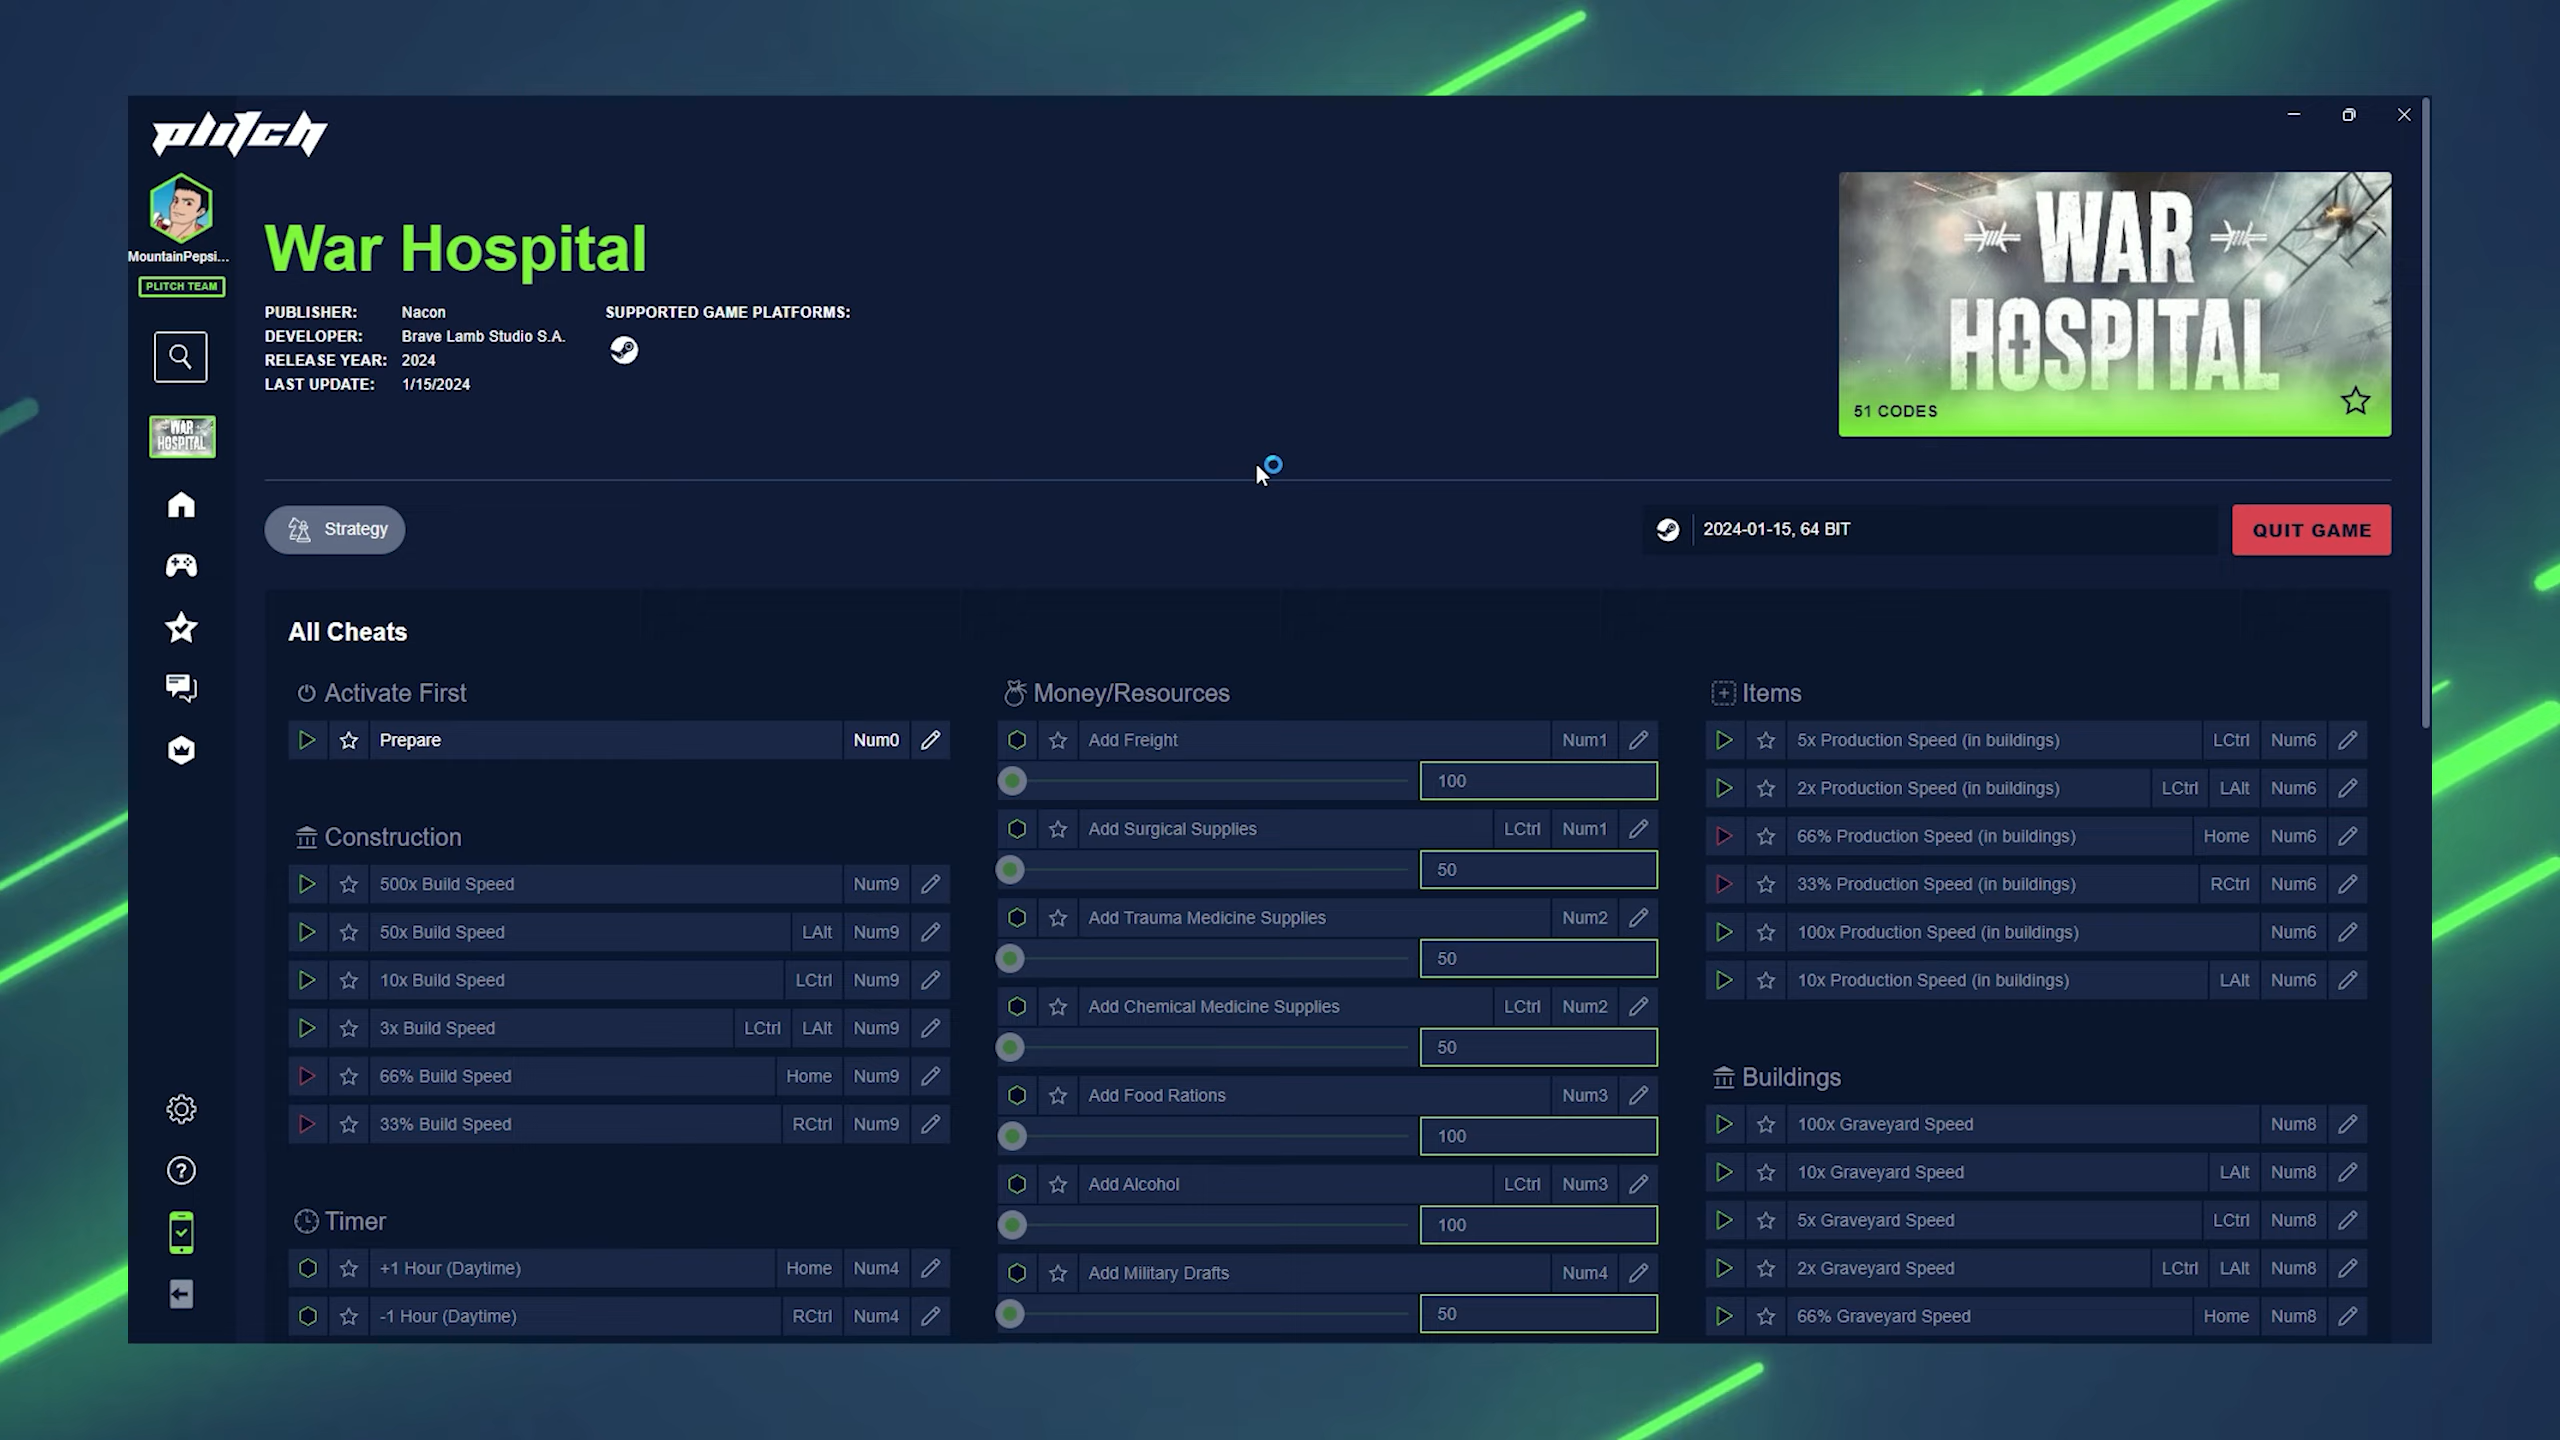 plitch
MountainPepsi...
PLITCH TEAM
WAR
HOSPITAL
War Hospital
PUBLISHER: Nacon
DEVELOPER: Brave Lamb Studio S.A.
RELEASE YEAR: 2024
LAST UPDATE: 1/15/2024
SUPPORTED GAME PLATFORMS:
WAR
HOSPITAL
51 CODES
Strategy
2024-01-15, 64 BIT
QUIT GAME
All Cheats
Activate First
Prepare Num0
Construction
500x Build Speed Num9
50x Build Speed LAlt Num9
10x Build Speed LCtrl Num9
3x Build Speed LCtrl LAlt Num9
66% Build Speed Home Num9
33% Build Speed RCtrl Num9
Timer
+1 Hour (Daytime) Home Num4
-1 Hour (Daytime) RCtrl Num4
Money/Resources
Add Freight Num1
100
Add Surgical Supplies LCtrl Num1
50
Add Trauma Medicine Supplies Num2
50
Add Chemical Medicine Supplies LCtrl Num2
50
Add Food Rations Num3
100
Add Alcohol LCtrl Num3
100
Add Military Drafts Num4
50
Items
5x Production Speed (in buildings) LCtrl Num6
2x Production Speed (in buildings) LCtrl LAlt Num6
66% Production Speed (in buildings) Home Num6
33% Production Speed (in buildings) RCtrl Num6
100x Production Speed (in buildings) Num6
10x Production Speed (in buildings) LAlt Num6
Buildings
100x Graveyard Speed Num8
10x Graveyard Speed LAlt Num8
5x Graveyard Speed LCtrl Num8
2x Graveyard Speed LCtrl LAlt Num8
66% Graveyard Speed Home Num8